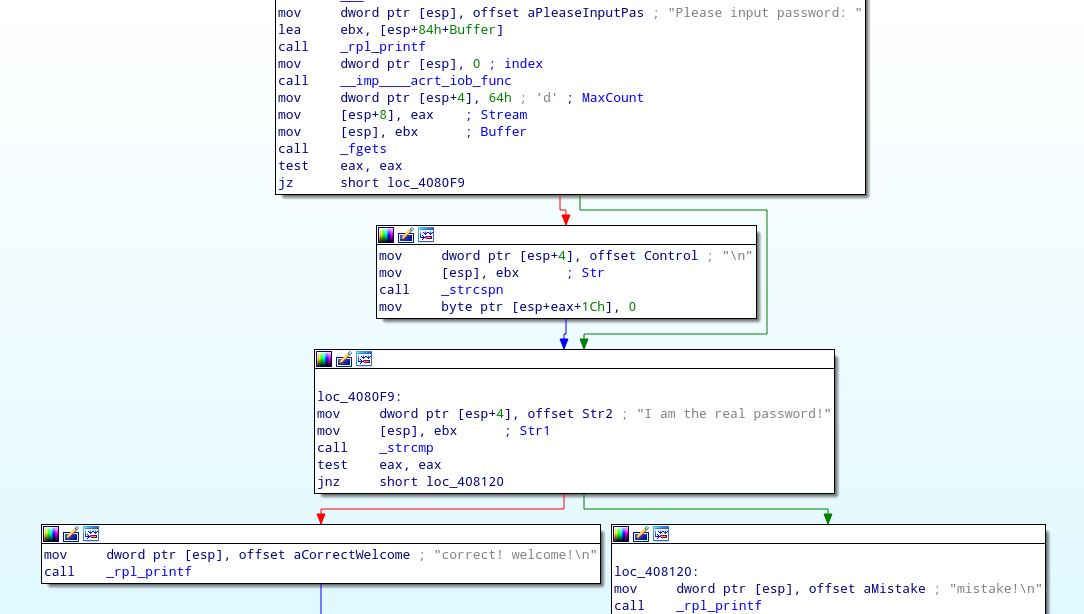 mov dword ptr [esp], offset aPleaseInputPas ; "Please input password: "
lea ebx, [esp+84h+Buffer]
call _rpl_printf
mov dword ptr [esp], 0 ; index
call __imp____acrt_iob_func
mov dword ptr [esp+4], 64h ; 'd' ; MaxCount
mov [esp+8], eax ; Stream
mov [esp], ebx ; Buffer
call _fgets
test eax, eax
jz short loc_4080F9
mov dword ptr [esp+4], offset Control ; "\n"
mov [esp], ebx ; Str
call _strcspn
mov byte ptr [esp+eax+1Ch], 0
loc_4080F9:
mov dword ptr [esp+4], offset Str2 ; "I am the real password!"
mov [esp], ebx ; Str1
call _strcmp
test eax, eax
jnz short loc_408120
mov dword ptr [esp], offset aCorrectWelcome ; "correct! welcome!\n"
call _rpl_printf
loc_408120:
mov dword ptr [esp], offset aMistake ; "mistake!\n"
call _rpl_printf